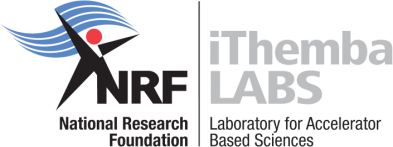 NRF
National Research
Foundation
iThemba
LABS
Laboratory for Accelerator
Based Sciences